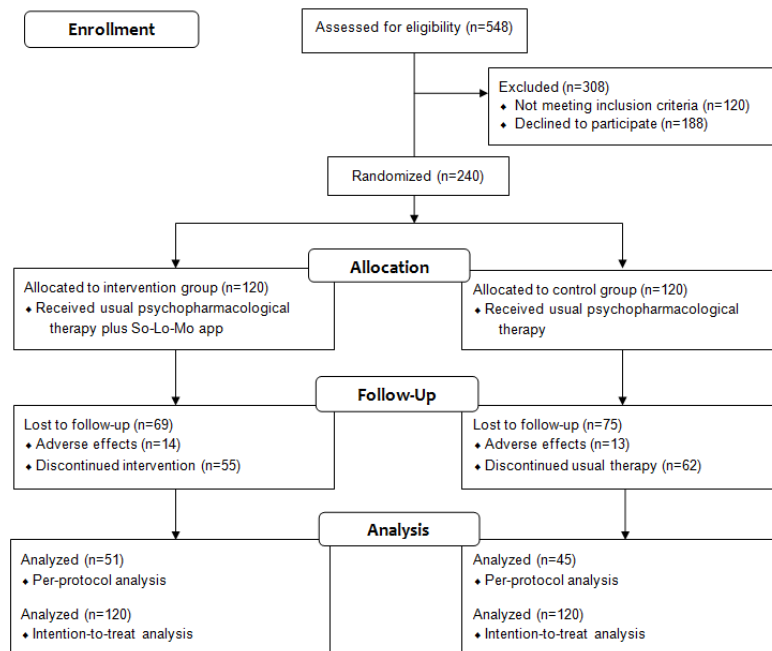 Enrollment
Assessed for eligibility (n=548)
Excluded (n=308)
⬥ Not meeting inclusion criteria (n=120)
⬥ Declined to participate (n=188)
Randomized (n=240)
Allocation
Allocated to intervention group (n=120)
⬥ Received usual psychopharmacological
therapy plus So-Lo-Mo app
Allocated to control group (n=120)
⬥ Received usual psychopharmacological
therapy
Follow-Up
Lost to follow-up (n=69)
⬥ Adverse effects (n=14)
⬥ Discontinued intervention (n=55)
Lost to follow-up (n=75)
⬥ Adverse effects (n=13)
⬥ Discontinued usual therapy (n=62)
Analysis
Analyzed (n=51)
⬥ Per-protocol analysis
Analyzed (n=120)
⬥ Intention-to-treat analysis
Analyzed (n=45)
⬥ Per-protocol analysis
Analyzed (n=120)
⬥ Intention-to-treat analysis